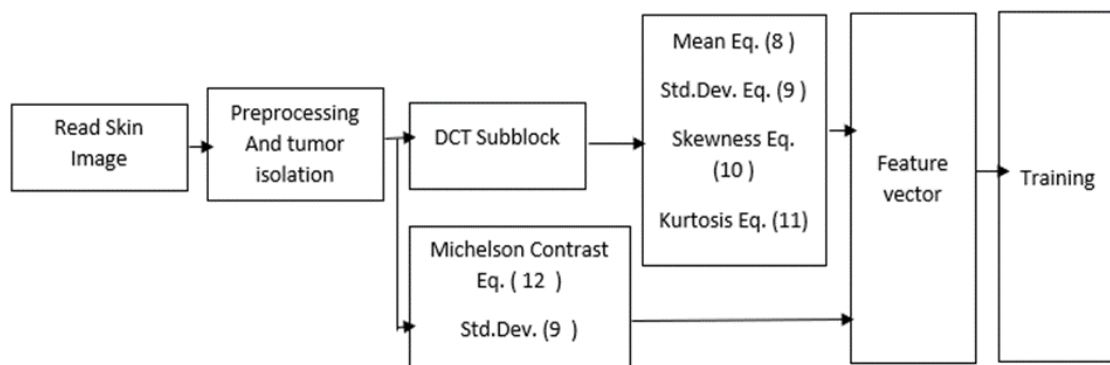 Read Skin
Image
Preprocessing
And tumor
isolation
DCT Subblock
Mean Eq. (8 )
Std.Dev. Eq. (9 )
Skewness Eq.
(10 )
Kurtosis Eq. (11)
Michelson Contrast
Eq. ( 12  )
Std.Dev. (9  )
Feature
vector
Training